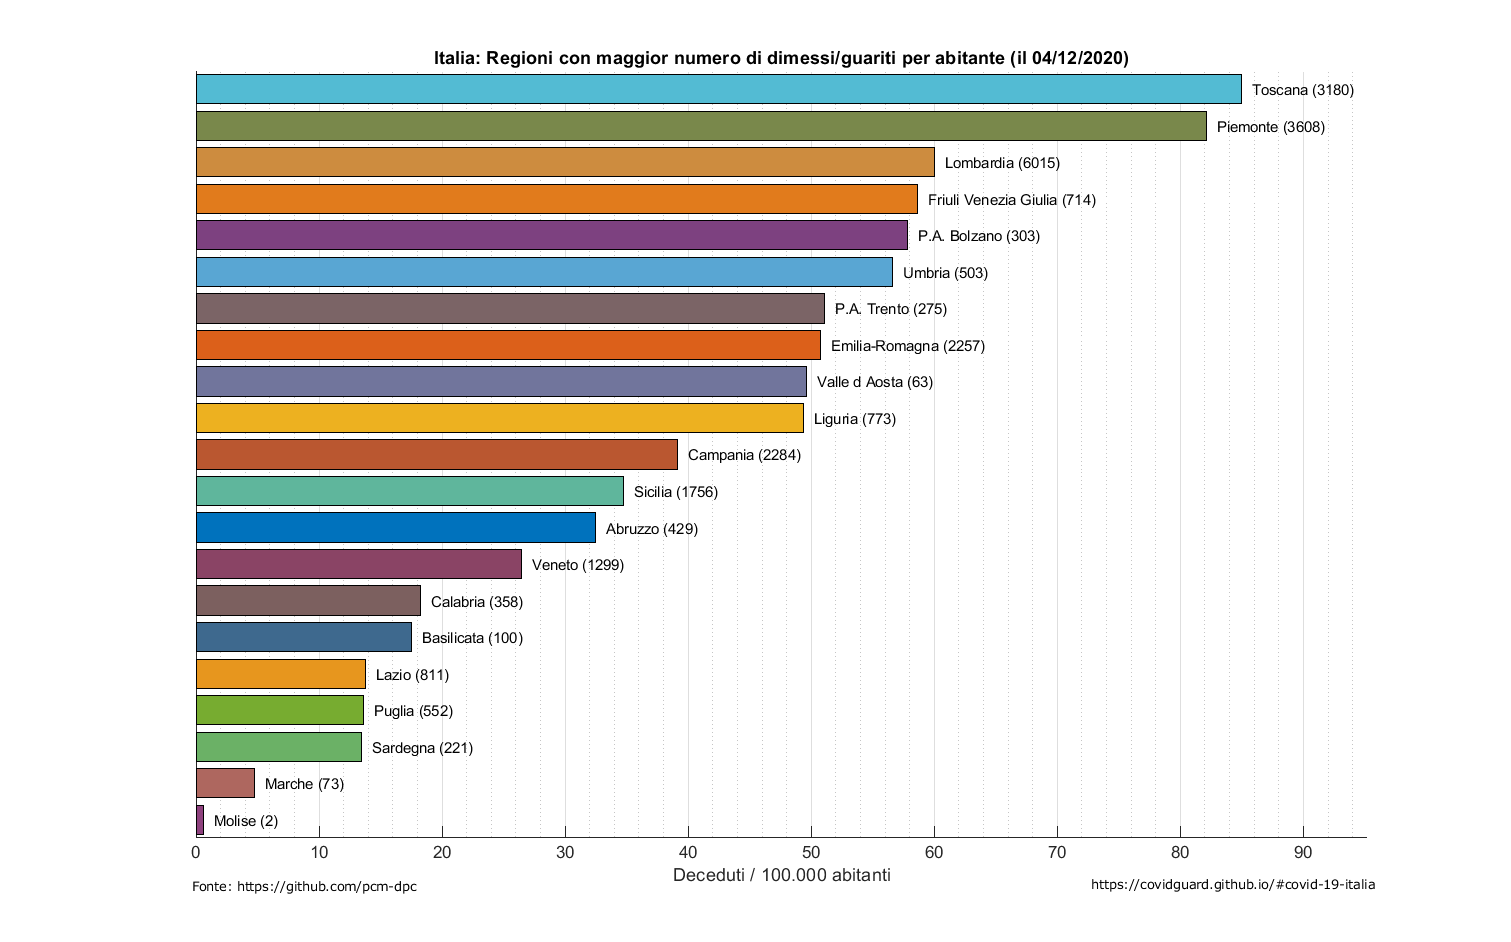 Italia: Regioni con maggior numero di dimessi/guariti per abitante (il 04/12/2020)
Toscana (3180)
Piemonte (3608)
Lombardia (6015)
Friuli Venezia Giulia (714)
P.A. Bolzano (303)
Umbria (503)
P.A. Trento (275)
Emilia-Romagna (2257)
Valle d Aosta (63)
Liguria (773)
Campania (2284)
Sicilia (1756)
Abruzzo (429)
Veneto (1299)
Calabria (358)
Basilicata (100)
Lazio (811)
Puglia (552)
Sardegna (221)
Marche (73)
Molise (2)
0 10 20 30 40 50 60 70 80 90
Deceduti / 100.000 abitanti
Fonte: https://github.com/pcm-dpc
https://covidguard.github.io/#covid-19-italia